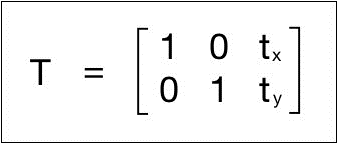 T = [ 1 0 tx
0 1 ty ]